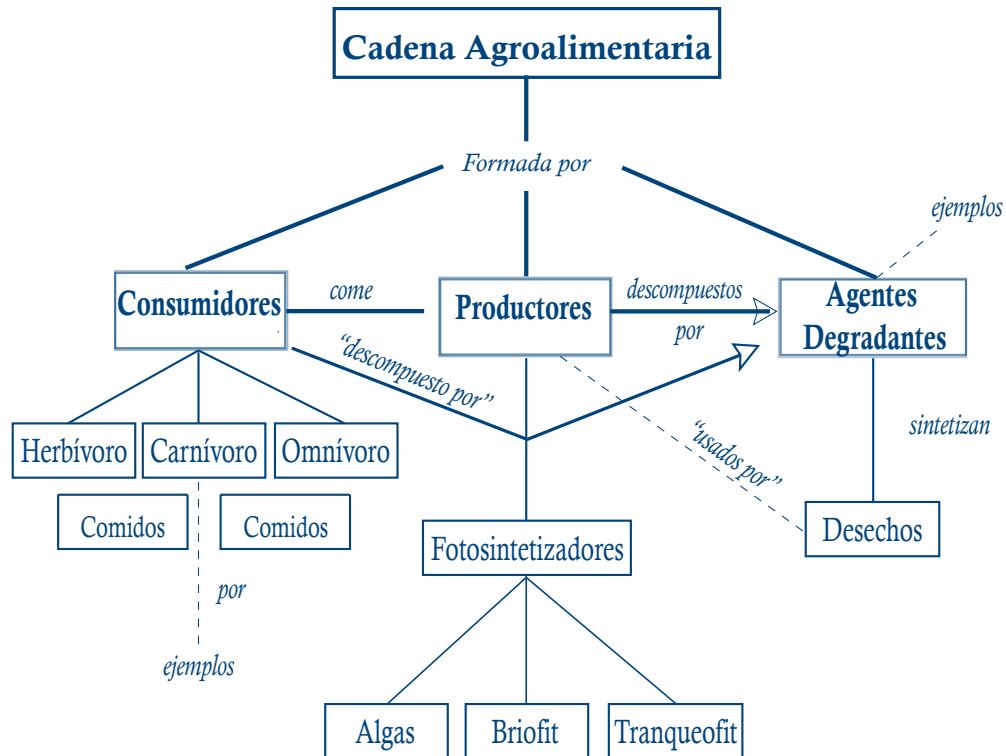 Cadena Agroalimentaria
Formada por
ejemplos
Consumidores
come
Productores
descompuestos
por
Agentes
Degradantes
“descompuesto por”
“usados por”
sintetizan
Herbívoro
Carnívoro
Omnívoro
Comidos
Comidos
Desechos
Fotosintetizadores
por
ejemplos
Algas
Briofit
Tranqueofit